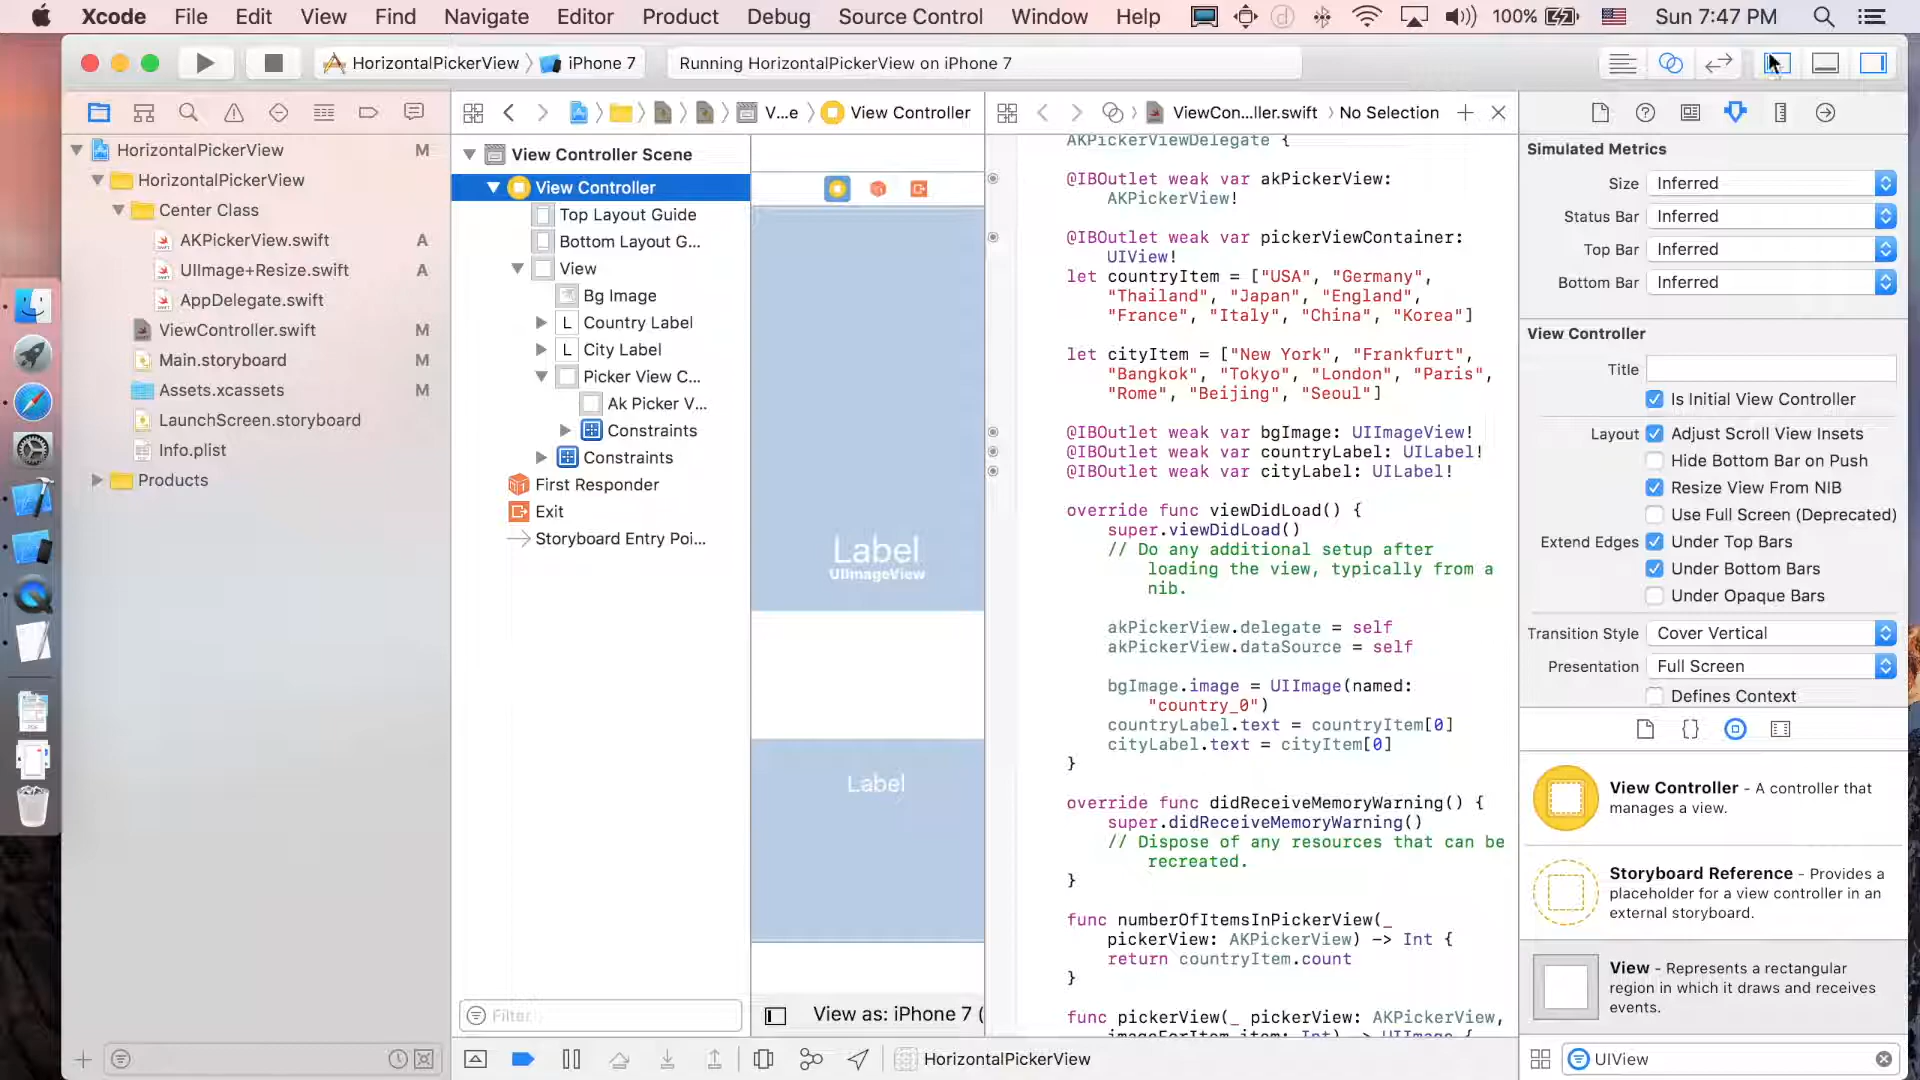 Xcode File Edit View Find Navigate Editor Product Debug Source Control Window Help 100% Sun 7:47 PM
HorizontalPickerView iPhone 7 Running HorizontalPickerView on iPhone 7
V...e View Controller ViewCon...ller.swift No Selection
HorizontalPickerView M
HorizontalPickerView
Center Class
AKPickerView.swift A
UIImage+Resize.swift A
AppDelegate.swift
ViewController.swift M
Main.storyboard M
Assets.xcassets M
LaunchScreen.storyboard
Info.plist
Products
View Controller Scene
View Controller
Top Layout Guide
Bottom Layout G...
View
Bg Image
L Country Label
L City Label
Picker View C...
Ak Picker V...
Constraints
Constraints
First Responder
Exit
Storyboard Entry Poi...
Filter
Label
UIImageView
Label
View as: iPhone 7 (
AKPickerViewDelegate {
@IBOutlet weak var akPickerView:
AKPickerView!
@IBOutlet weak var pickerViewContainer:
UIView!
let countryItem = ["USA", "Germany",
"Thailand", "Japan", "England",
"France", "Italy", "China", "Korea"]
let cityItem = ["New York", "Frankfurt",
"Bangkok", "Tokyo", "London", "Paris",
"Rome", "Beijing", "Seoul"]
@IBOutlet weak var bgImage: UIImageView!
@IBOutlet weak var countryLabel: UILabel!
@IBOutlet weak var cityLabel: UILabel!
override func viewDidLoad() {
super.viewDidLoad()
// Do any additional setup after
loading the view, typically from a
nib.
akPickerView.delegate = self
akPickerView.dataSource = self
bgImage.image = UIImage(named:
"country_0")
countryLabel.text = countryItem[0]
cityLabel.text = cityItem[0]
}
override func didReceiveMemoryWarning() {
super.didReceiveMemoryWarning()
// Dispose of any resources that can be
recreated.
}
func numberOfItemsInPickerView(_
pickerView: AKPickerView) -> Int {
return countryItem.count
}
func pickerView(_ pickerView: AKPickerView,
imageForItem item: Int) -> UIImage {
HorizontalPickerView
Simulated Metrics
Size Inferred
Status Bar Inferred
Top Bar Inferred
Bottom Bar Inferred
View Controller
Title
Is Initial View Controller
Layout Adjust Scroll View Insets
Hide Bottom Bar on Push
Resize View From NIB
Use Full Screen (Deprecated)
Extend Edges Under Top Bars
Under Bottom Bars
Under Opaque Bars
Transition Style Cover Vertical
Presentation Full Screen
Defines Context
View Controller - A controller that
manages a view.
Storyboard Reference - Provides a
placeholder for a view controller in an
external storyboard.
View - Represents a rectangular
region in which it draws and receives
events.
UIView